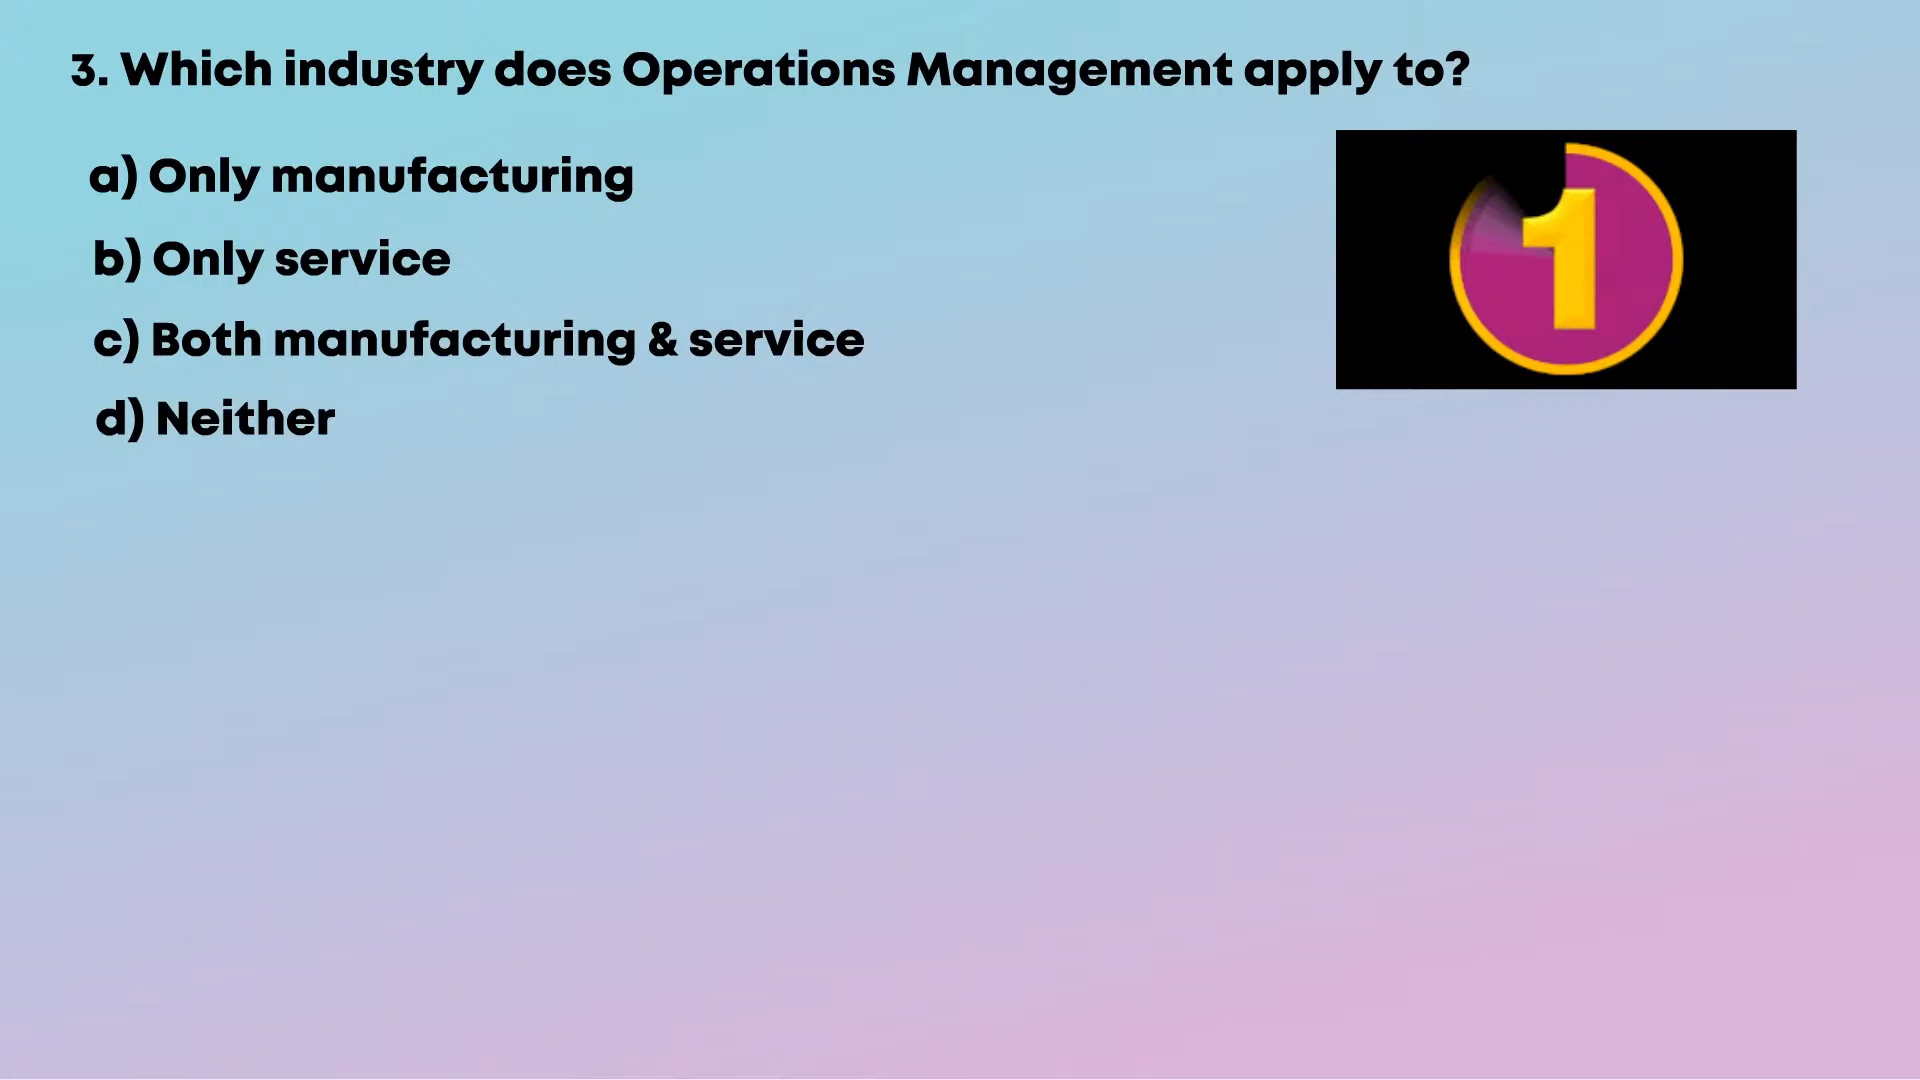 3. Which industry does Operations Management apply to?
a) Only manufacturing
b) Only service
c) Both manufacturing & service
d) Neither
1